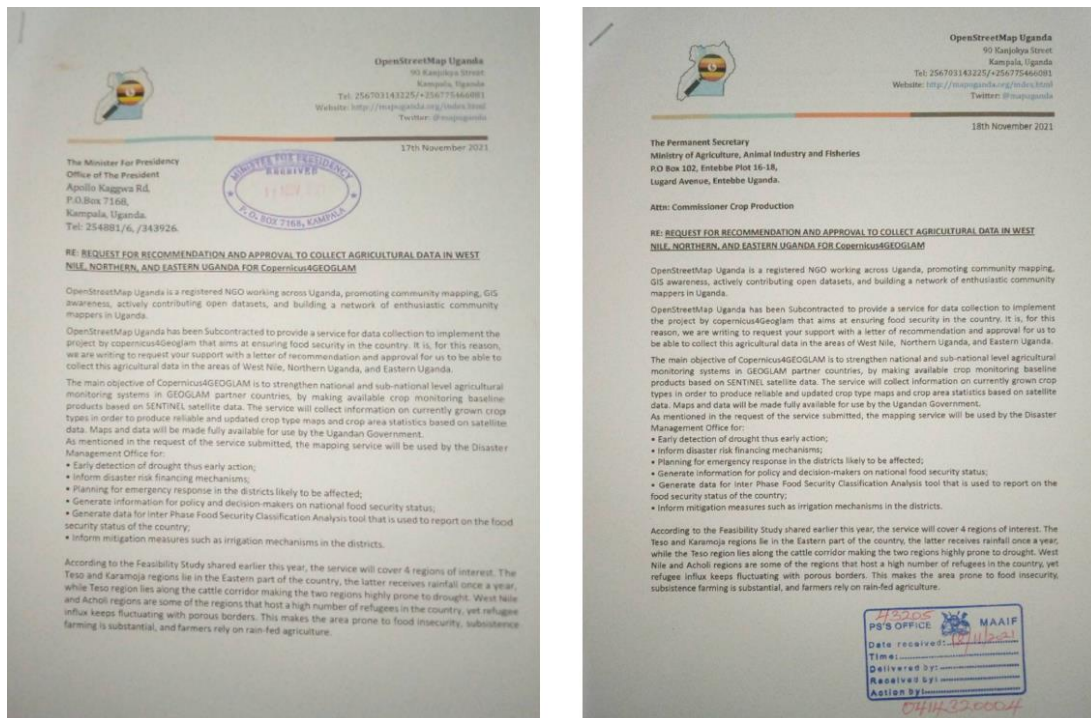 OpenStreetMap Uganda
90 Kanjokya Street
Kampala, Uganda
Tel: 256703143225/+256775466081
Website: http://mapuganda.org/index.html
Twitter: @mapuganda
17th November 2021
The Minister For Presidency
Office of The President
Apollo Kaggwa Rd,
P.O.Box 7168,
Kampala, Uganda.
Tel: 254881/6, /343926.
MINISTER FOR PRESIDENCY
RECEIVED
NOV
P. O. BOX 7168, KAMPALA
RE: REQUEST FOR RECOMMENDATION AND APPROVAL TO COLLECT AGRICULTURAL DATA IN WEST
NILE, NORTHERN, AND EASTERN UGANDA FOR Copernicus4GEOGLAM
OpenStreetMap Uganda is a registered NGO working across Uganda, promoting community mapping, GIS
awareness, actively contributing open datasets, and building a network of enthusiastic community
mappers in Uganda.
OpenStreetMap Uganda has been Subcontracted to provide a service for data collection to implement the
project by copernicus4Geoglam that aims at ensuring food security in the country. It is, for this reason,
we are writing to request your support with a letter of recommendation and approval for us to be able to
collect this agricultural data in the areas of West Nile, Northern Uganda, and Eastern Uganda.
The main objective of Copernicus4GEOGLAM is to strengthen national and sub-national level agricultural
monitoring systems in GEOGLAM partner countries, by making available crop monitoring baseline
products based on SENTINEL satellite data. The service will collect information on currently grown crop
types in order to produce reliable and updated crop type maps and crop area statistics based on satellite
data. Maps and data will be made fully available for use by the Ugandan Government.
As mentioned in the request of the service submitted, the mapping service will be used by the Disaster
Management Office for:
• Early detection of drought thus early action;
• Inform disaster risk financing mechanisms;
• Planning for emergency response in the districts likely to be affected;
• Generate information for policy and decision-makers on national food security status;
• Generate data for Inter Phase Food Security Classification Analysis tool that is used to report on the food
security status of the country;
• Inform mitigation measures such as irrigation mechanisms in the districts.
According to the Feasibility Study shared earlier this year, the service will cover 4 regions of interest. The
Teso and Karamoja regions lie in the Eastern part of the country, the latter receives rainfall once a year,
while Teso region lies along the cattle corridor making the two regions highly prone to drought. West Nile
and Acholi regions are some of the regions that host a high number of refugees in the country, yet refugee
influx keeps fluctuating with porous borders. This makes the area prone to food insecurity, subsistence
farming is substantial, and farmers rely on rain-fed agriculture.
OpenStreetMap Uganda
90 Kanjokya Street
Kampala, Uganda
Tel: 256703143225/+256775466081
Website: http://mapuganda.org/index.html
Twitter: @mapuganda
18th November 2021
The Permanent Secretary
Ministry of Agriculture, Animal Industry and Fisheries
P.O Box 102, Entebbe Plot 16-18,
Lugard Avenue, Entebbe Uganda.
Attn: Commissioner Crop Production
RE: REQUEST FOR RECOMMENDATION AND APPROVAL TO COLLECT AGRICULTURAL DATA IN WEST
NILE, NORTHERN, AND EASTERN UGANDA FOR Copernicus4GEOGLAM
OpenStreetMap Uganda is a registered NGO working across Uganda, promoting community mapping,
GIS awareness, actively contributing open datasets, and building a network of enthusiastic community
mappers in Uganda.
OpenStreetMap Uganda has been Subcontracted to provide a service for data collection to implement
the project by copernicus4Geoglam that aims at ensuring food security in the country. It is, for this
reason, we are writing to request your support with a letter of recommendation and approval for us to
be able to collect this agricultural data in the areas of West Nile, Northern Uganda, and Eastern Uganda.
The main objective of Copernicus4GEOGLAM is to strengthen national and sub-national level agricultural
monitoring systems in GEOGLAM partner countries, by making available crop monitoring baseline
products based on SENTINEL satellite data. The service will collect information on currently grown crop
types in order to produce reliable and updated crop type maps and crop area statistics based on satellite
data. Maps and data will be made fully available for use by the Ugandan Government.
As mentioned in the request of the service submitted, the mapping service will be used by the Disaster
Management Office for:
• Early detection of drought thus early action;
• Inform disaster risk financing mechanisms;
• Planning for emergency response in the districts likely to be affected;
• Generate information for policy and decision-makers on national food security status;
• Generate data for Inter Phase Food Security Classification Analysis tool that is used to report on the
food security status of the country;
• Inform mitigation measures such as irrigation mechanisms in the districts.
According to the Feasibility Study shared earlier this year, the service will cover 4 regions of interest. The
Teso and Karamoja regions lie in the Eastern part of the country, the latter receives rainfall once a year,
while the Teso region lies along the cattle corridor making the two regions highly prone to drought. West
Nile and Acholi regions are some of the regions that host a high number of refugees in the country, yet
refugee influx keeps fluctuating with porous borders. This makes the area prone to food insecurity,
subsistence farming is substantial, and farmers rely on rain-fed agriculture.
43205
PS'S OFFICE MAAIF
Date received: 18/11/2021
Time:
Delivered by:
Received by:
Action by:
0414320004